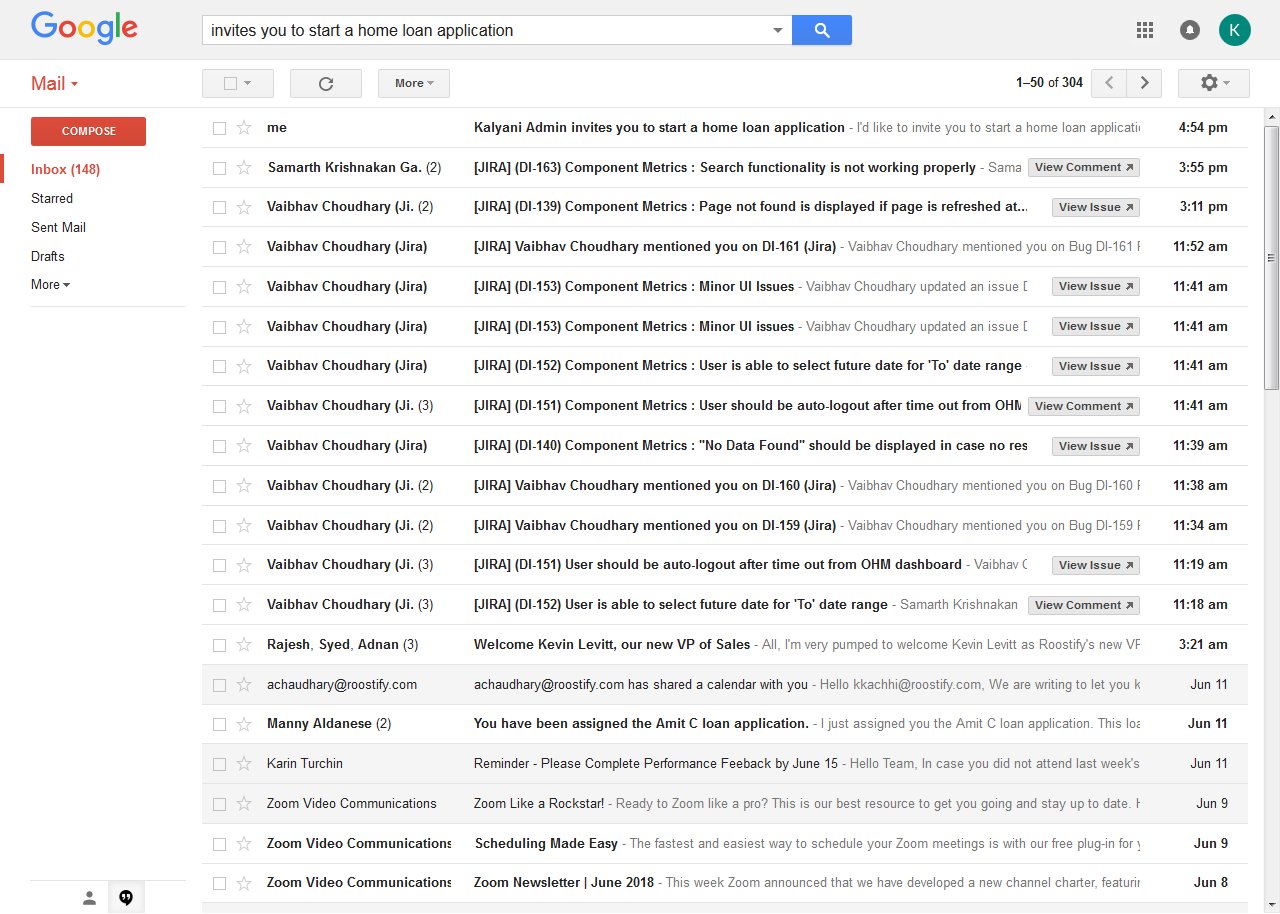 Google
invites you to start a home loan application
K
Mail
More
1–50 of 304
COMPOSE
Inbox (148)
Starred
Sent Mail
Drafts
More
me Kalyani Admin invites you to start a home loan application - I'd like to invite you to start a home loan applicatio 4:54 pm
Samarth Krishnakan Ga. (2) [JIRA] (DI-163) Component Metrics : Search functionality is not working properly - Sama View Comment 3:55 pm
Vaibhav Choudhary (Ji. (2) [JIRA] (DI-139) Component Metrics : Page not found is displayed if page is refreshed at... View Issue 3:11 pm
Vaibhav Choudhary (Jira) [JIRA] Vaibhav Choudhary mentioned you on DI-161 (Jira) - Vaibhav Choudhary mentioned you on Bug DI-161 11:52 am
Vaibhav Choudhary (Jira) [JIRA] (DI-153) Component Metrics : Minor UI Issues - Vaibhav Choudhary updated an issue View Issue 11:41 am
Vaibhav Choudhary (Jira) [JIRA] (DI-153) Component Metrics : Minor UI issues - Vaibhav Choudhary updated an issue View Issue 11:41 am
Vaibhav Choudhary (Jira) [JIRA] (DI-152) Component Metrics : User is able to select future date for 'To' date range View Issue 11:41 am
Vaibhav Choudhary (Ji. (3) [JIRA] (DI-151) Component Metrics : User should be auto-logout after time out from OHM View Comment 11:41 am
Vaibhav Choudhary (Jira) [JIRA] (DI-140) Component Metrics : "No Data Found" should be displayed in case no res View Issue 11:39 am
Vaibhav Choudhary (Ji. (2) [JIRA] Vaibhav Choudhary mentioned you on DI-160 (Jira) - Vaibhav Choudhary mentioned you on Bug DI-160 11:38 am
Vaibhav Choudhary (Ji. (2) [JIRA] Vaibhav Choudhary mentioned you on DI-159 (Jira) - Vaibhav Choudhary mentioned you on Bug DI-159 11:34 am
Vaibhav Choudhary (Ji. (3) [JIRA] (DI-151) User should be auto-logout after time out from OHM dashboard - Vaibhav View Issue 11:19 am
Vaibhav Choudhary (Ji. (3) [JIRA] (DI-152) User is able to select future date for 'To' date range - Samarth Krishnakan View Comment 11:18 am
Rajesh, Syed, Adnan (3) Welcome Kevin Levitt, our new VP of Sales - All, I'm very pumped to welcome Kevin Levitt as Roostify's new VP 3:21 am
achaudhary@roostify.com achaudhary@roostify.com has shared a calendar with you - Hello kkachhi@roostify.com, We are writing to let you k Jun 11
Manny Aldanese (2) You have been assigned the Amit C loan application. - I just assigned you the Amit C loan application. This loa Jun 11
Karin Turchin Reminder - Please Complete Performance Feeback by June 15 - Hello Team, In case you did not attend last week's Jun 11
Zoom Video Communications Zoom Like a Rockstar! - Ready to Zoom like a pro? This is our best resource to get you going and stay up to date. Jun 9
Zoom Video Communications Scheduling Made Easy - The fastest and easiest way to schedule your Zoom meetings is with our free plug-in for Jun 9
Zoom Video Communications Zoom Newsletter | June 2018 - This week Zoom announced that we have developed a new channel charter, featurin Jun 8